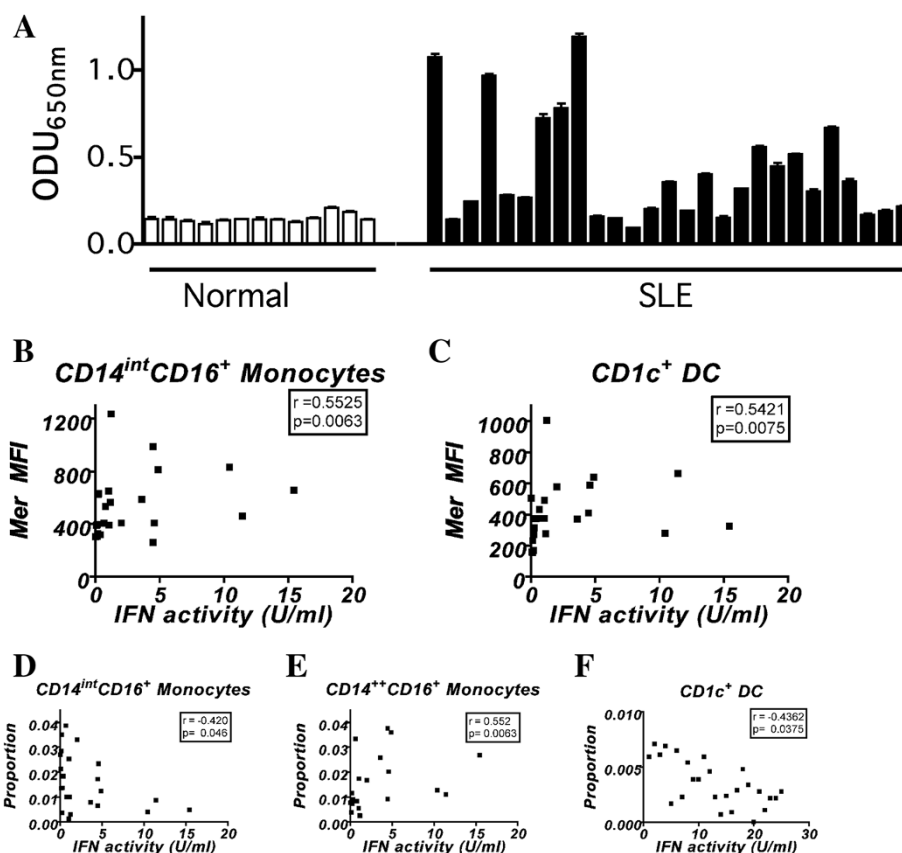 A
ODU650nm
1.0
0.5
0.0
Normal
SLE
B
CD14intCD16+ Monocytes
r =0.5525
p=0.0063
Mer MFI
1200
800
400
0
0 5 10 15 20
IFN activity (U/ml)
C
CD1c+ DC
r =0.5421
p=0.0075
Mer MFI
1000
800
600
400
200
0
0 5 10 15 20
IFN activity (U/ml)
D
CD14intCD16+ Monocytes
r = -0.420
p= 0.046
Proportion
0.04
0.03
0.02
0.01
0.00
0 5 10 15 20
IFN activity (U/ml)
E
CD14++CD16+ Monocytes
r = 0.552
p= 0.0063
Proportion
0.04
0.03
0.02
0.01
0.00
0 5 10 15 20
IFN activity (U/ml)
F
CD1c+ DC
r = -0.4362
p= 0.0375
Proportion
0.010
0.005
0.000
0 10 20 30
IFN activity (U/ml)